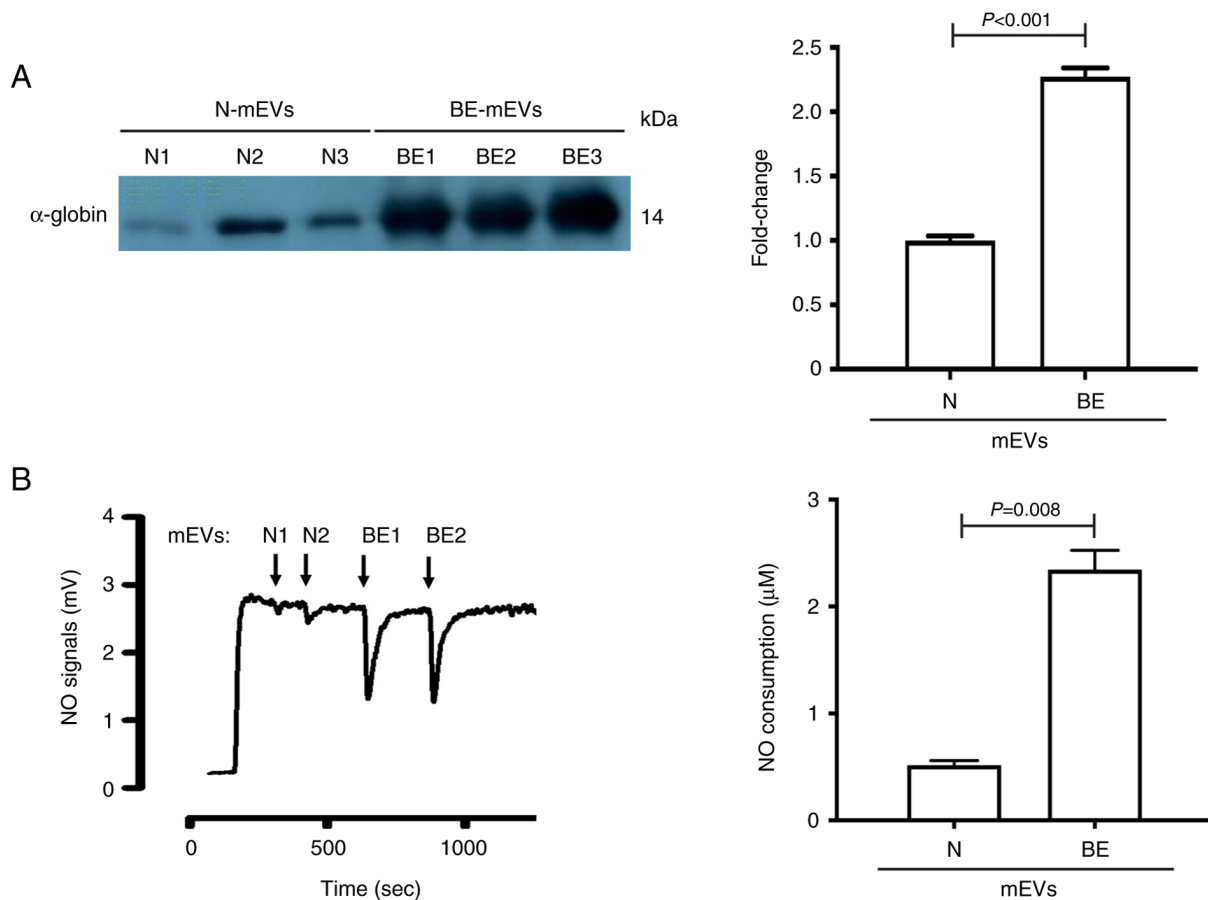 A
N-mEVs BE-mEVs kDa
N1 N2 N3 BE1 BE2 BE3
α-globin 14
P<0.001
2.5
2.0
1.5
1.0
0.5
0
Fold-change
N BE
mEVs
B
mEVs: N1 N2 BE1 BE2
4
3
2
1
0
NO signals (mV)
0 500 1000
Time (sec)
P=0.008
3
2
1
0
NO consumption (μM)
N BE
mEVs